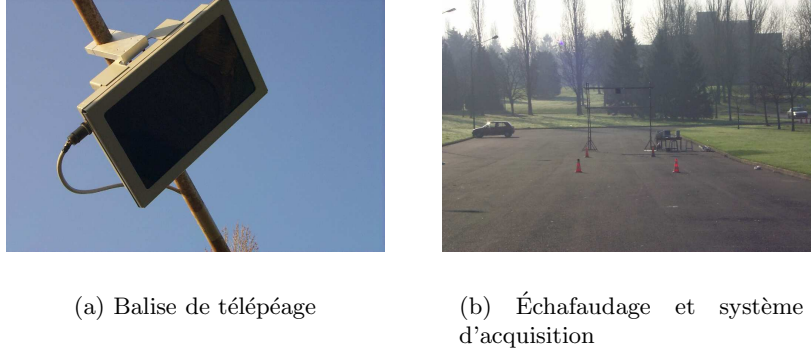 (a) Balise de télépéage
(b) Échafaudage et système
d'acquisition